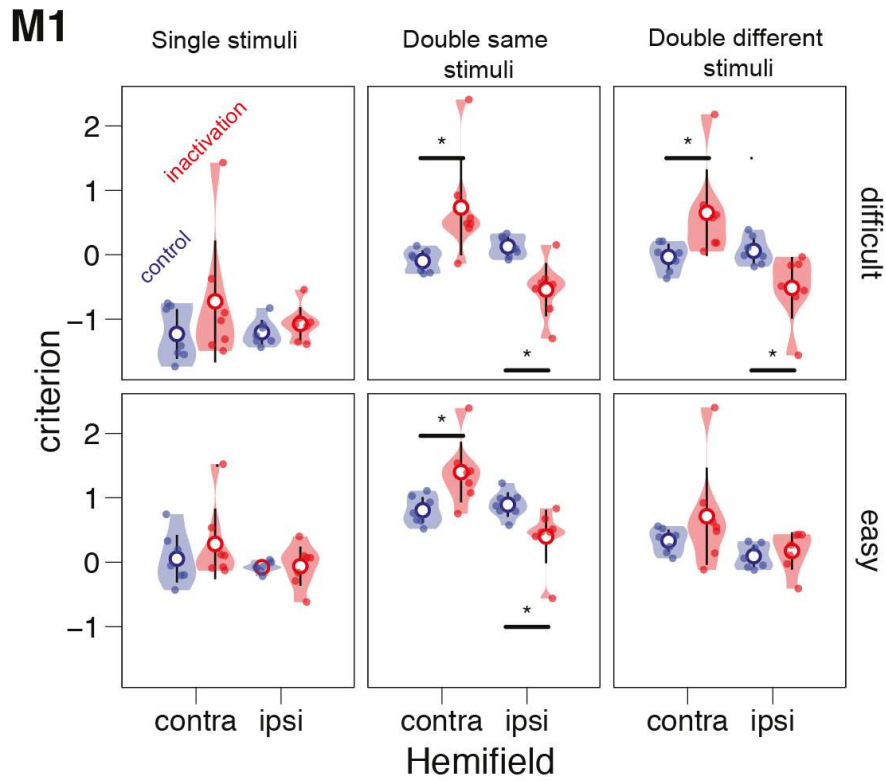 M1
Single stimuli
Double same
stimuli
Double different
stimuli
inactivation
control
*
*
*
*
*
*
2
1
0
−1
2
1
0
−1
criterion
difficult
easy
contra ipsi
contra ipsi
contra ipsi
Hemifield